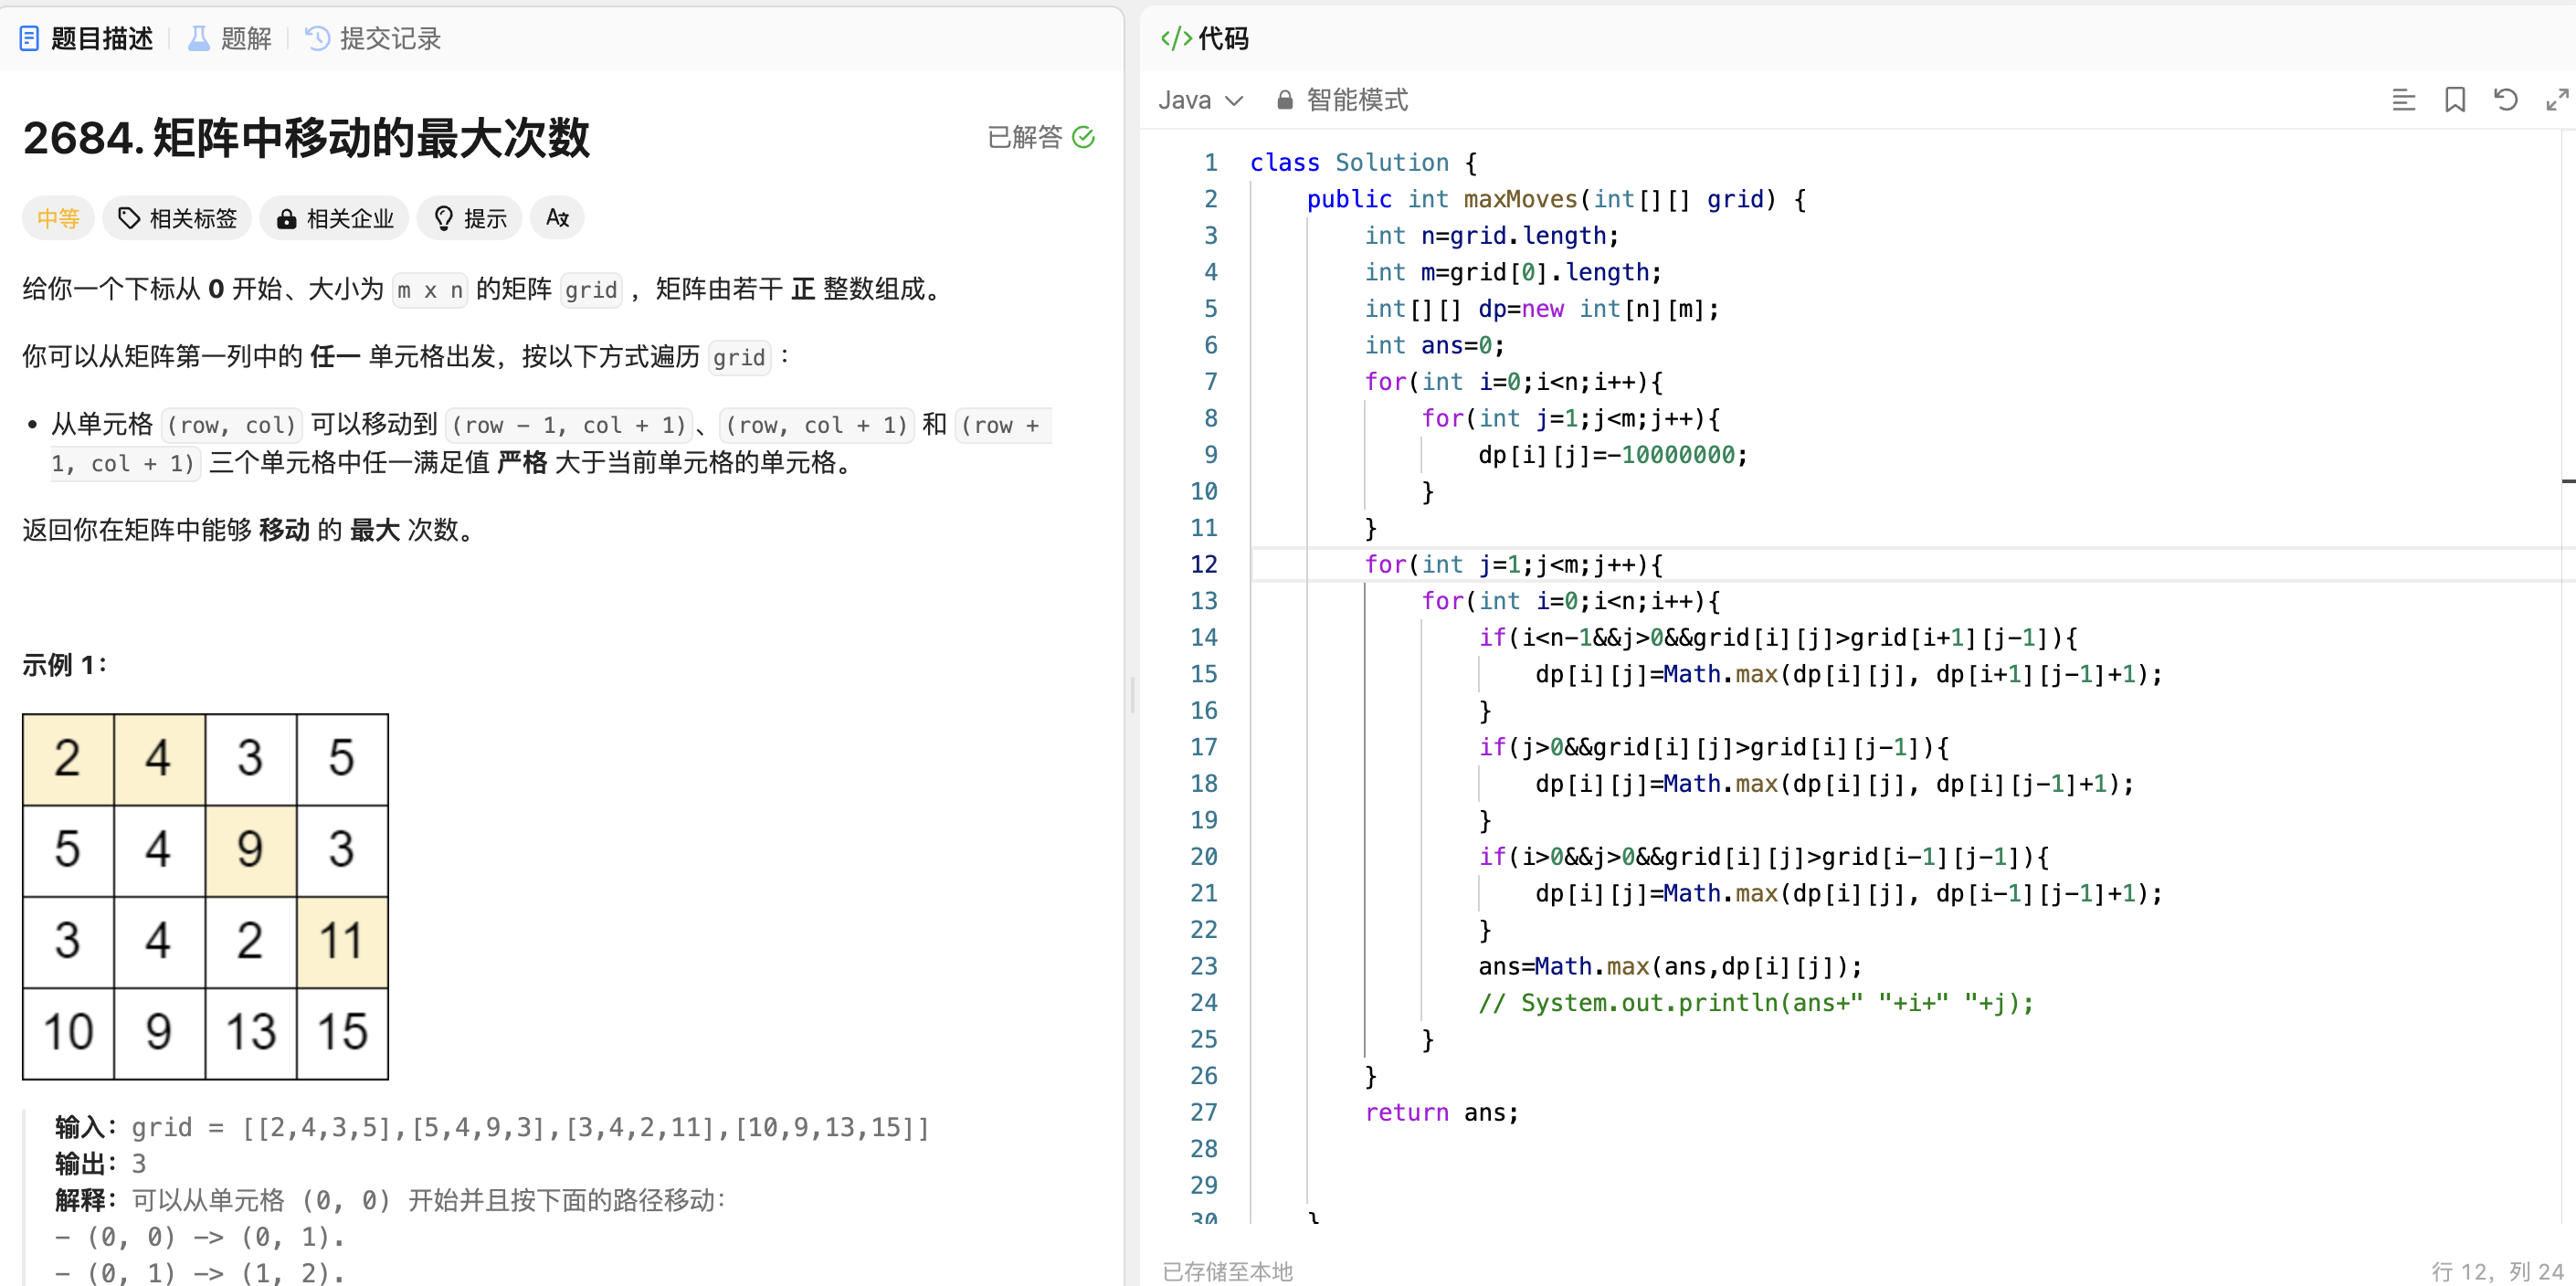 题目描述 题解 提交记录
2684. 矩阵中移动的最大次数
已解答
中等 相关标签 相关企业 提示 A文
给你一个下标从 0 开始、大小为 m x n 的矩阵 grid ，矩阵由若干 正 整数组成。
你可以从矩阵第一列中的 任一 单元格出发，按以下方式遍历 grid ：
• 从单元格 (row, col) 可以移动到 (row - 1, col + 1)、(row, col + 1) 和 (row +
1, col + 1) 三个单元格中任一满足值 严格 大于当前单元格的单元格。
返回你在矩阵中能够 移动 的 最大 次数。
示例 1：
2 4 3 5
5 4 9 3
3 4 2 11
10 9 13 15
输入：grid = [[2,4,3,5],[5,4,9,3],[3,4,2,11],[10,9,13,15]]
输出：3
解释：可以从单元格 (0, 0) 开始并且按下面的路径移动：
- (0, 0) -> (0, 1).
- (0, 1) -> (1, 2).
</> 代码
Java 智能模式
1 class Solution {
2 public int maxMoves(int[][] grid) {
3 int n=grid.length;
4 int m=grid[0].length;
5 int[][] dp=new int[n][m];
6 int ans=0;
7 for(int i=0;i<n;i++){
8 for(int j=1;j<m;j++){
9 dp[i][j]=-10000000;
10 }
11 }
12 for(int j=1;j<m;j++){
13 for(int i=0;i<n;i++){
14 if(i<n-1&&j>0&&grid[i][j]>grid[i+1][j-1]){
15 dp[i][j]=Math.max(dp[i][j], dp[i+1][j-1]+1);
16 }
17 if(j>0&&grid[i][j]>grid[i][j-1]){
18 dp[i][j]=Math.max(dp[i][j], dp[i][j-1]+1);
19 }
20 if(i>0&&j>0&&grid[i][j]>grid[i-1][j-1]){
21 dp[i][j]=Math.max(dp[i][j], dp[i-1][j-1]+1);
22 }
23 ans=Math.max(ans,dp[i][j]);
24 // System.out.println(ans+" "+i+" "+j);
25 }
26 }
27 return ans;
28
29
30 }
已存储至本地
行 12, 列 24